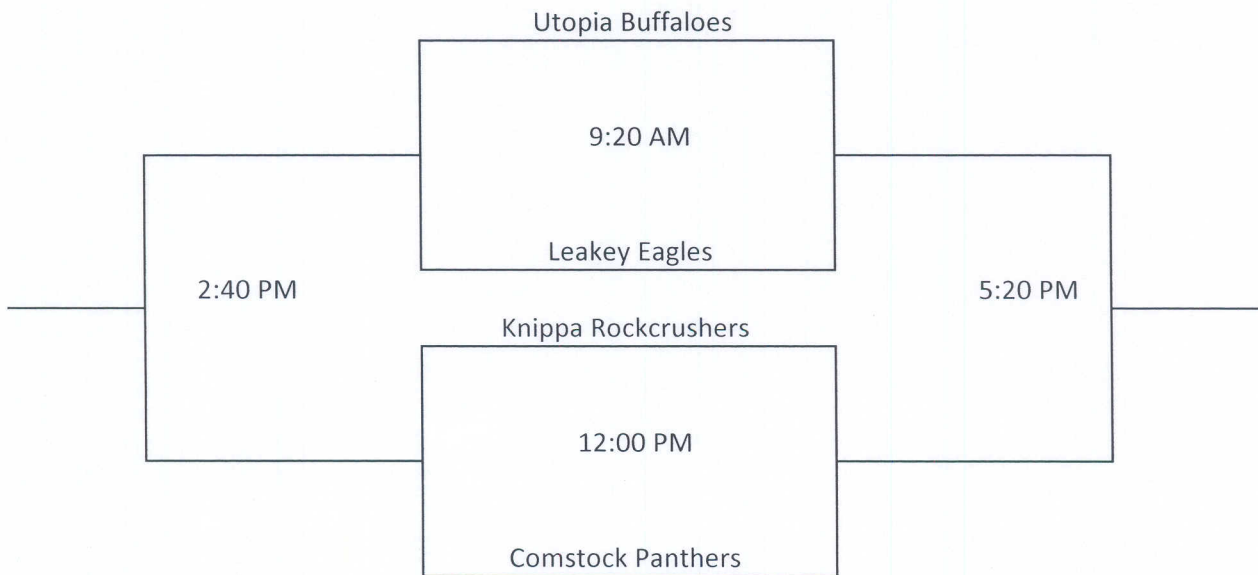 Utopia Buffaloes
9:20 AM
Leakey Eagles
2:40 PM
5:20 PM
Knippa Rockcrushers
12:00 PM
Comstock Panthers